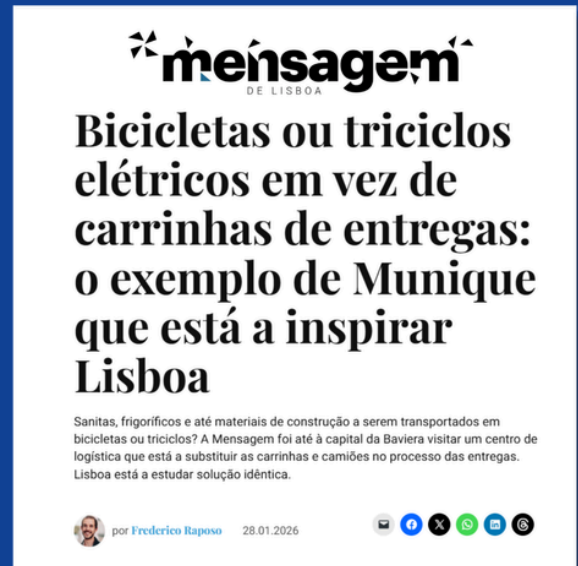 mensagem
DE LISBOA
Bicicletas ou triciclos
elétricos em vez de
carrinhas de entregas:
o exemplo de Munique
que está a inspirar
Lisboa
Sanitas, frigoríficos e até materiais de construção a serem transportados em
bicicletas ou triciclos? A Mensagem foi até à capital da Baviera visitar um centro de
logística que está a substituir as carrinhas e camiões no processo das entregas.
Lisboa está a estudar solução idêntica.
por Frederico Raposo 28.01.2026